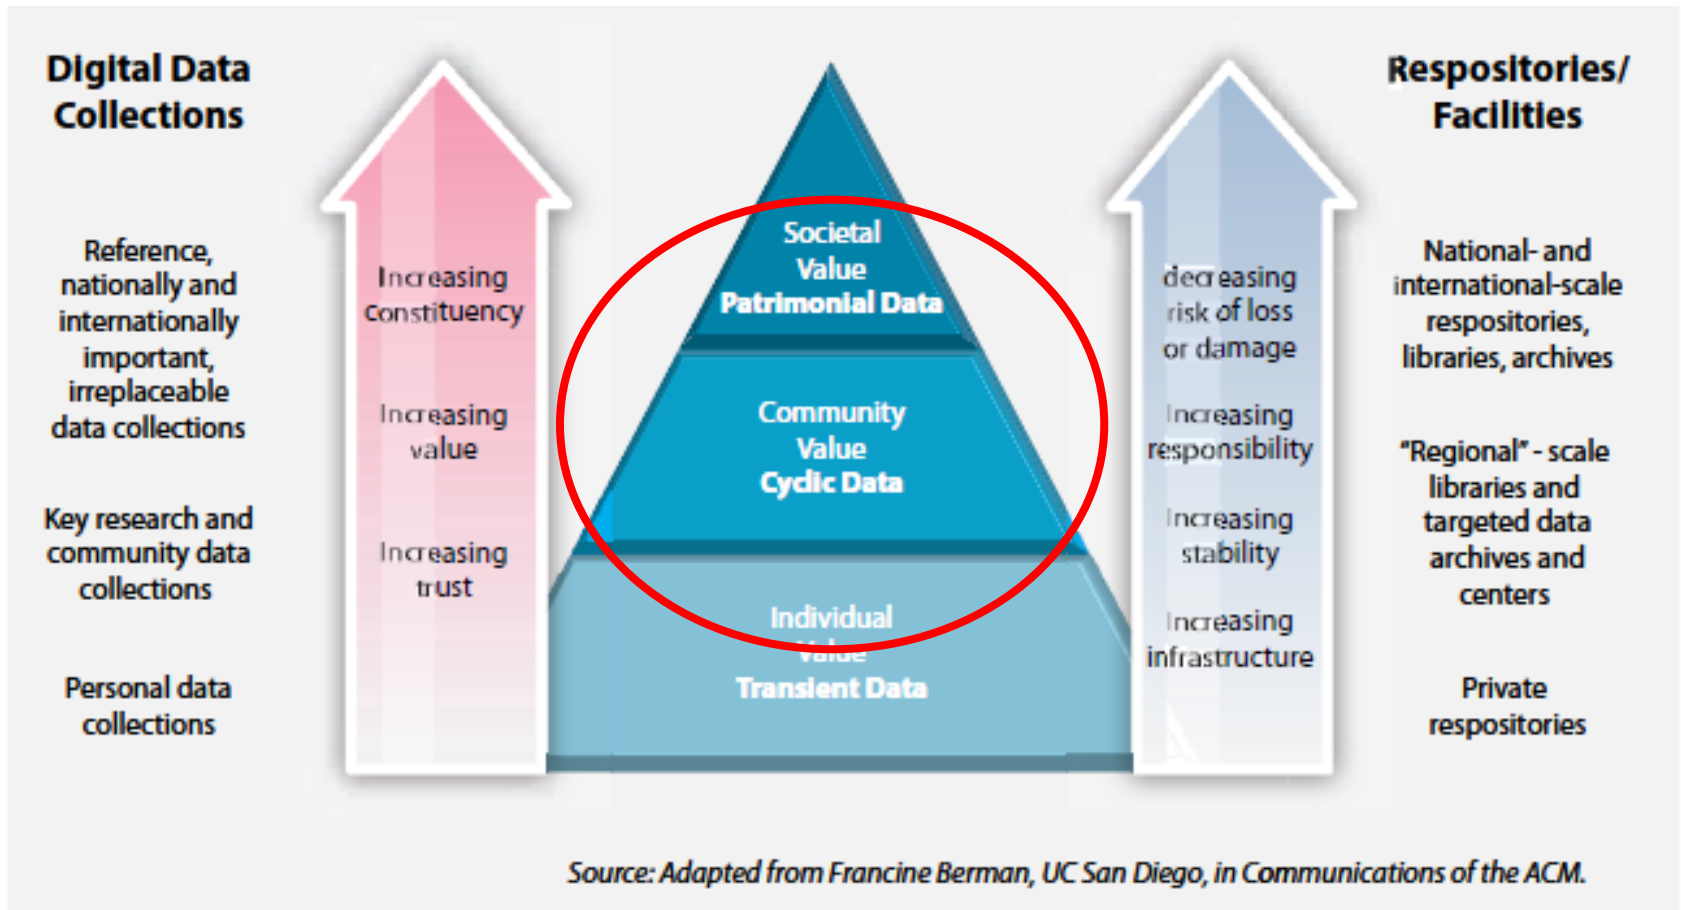 Digital Data
Collections
Reference,
nationally and
internationally
important,
irreplaceable
data collections
Key research and
community data
collections
Personal data
collections
Increasing
constituency
Increasing
value
Increasing
trust
Societal
Value
Patrimonial Data
Community
Value
Cyclic Data
Individual
Value
Transient Data
decreasing
risk of loss
or damage
Increasing
responsibility
Increasing
stability
Increasing
infrastructure
Respositories/
Facilities
National- and
international-scale
respositories,
libraries, archives
“Regional” - scale
libraries and
targeted data
archives and
centers
Private
respositories
Source: Adapted from Francine Berman, UC San Diego, in Communications of the ACM.